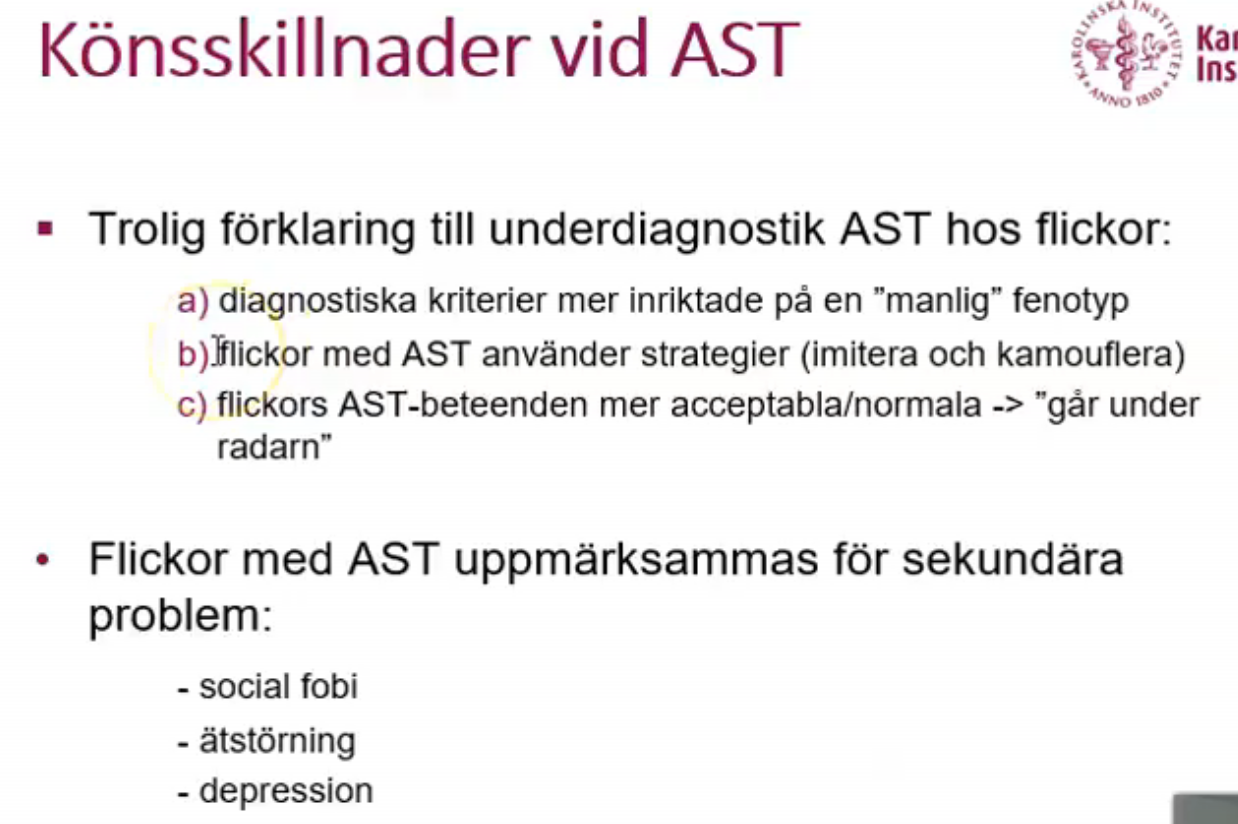 Könsskillnader vid AST
KAROLINSKA INSTITUTET
ANNO 1810
▪ Trolig förklaring till underdiagnostik AST hos flickor:
a) diagnostiska kriterier mer inriktade på en ”manlig” fenotyp
b) flickor med AST använder strategier (imitera och kamouflera)
c) flickors AST-beteenden mer acceptabla/normala -> ”går under
radarn”
• Flickor med AST uppmärksammas för sekundära
problem:
- social fobi
- ätstörning
- depression